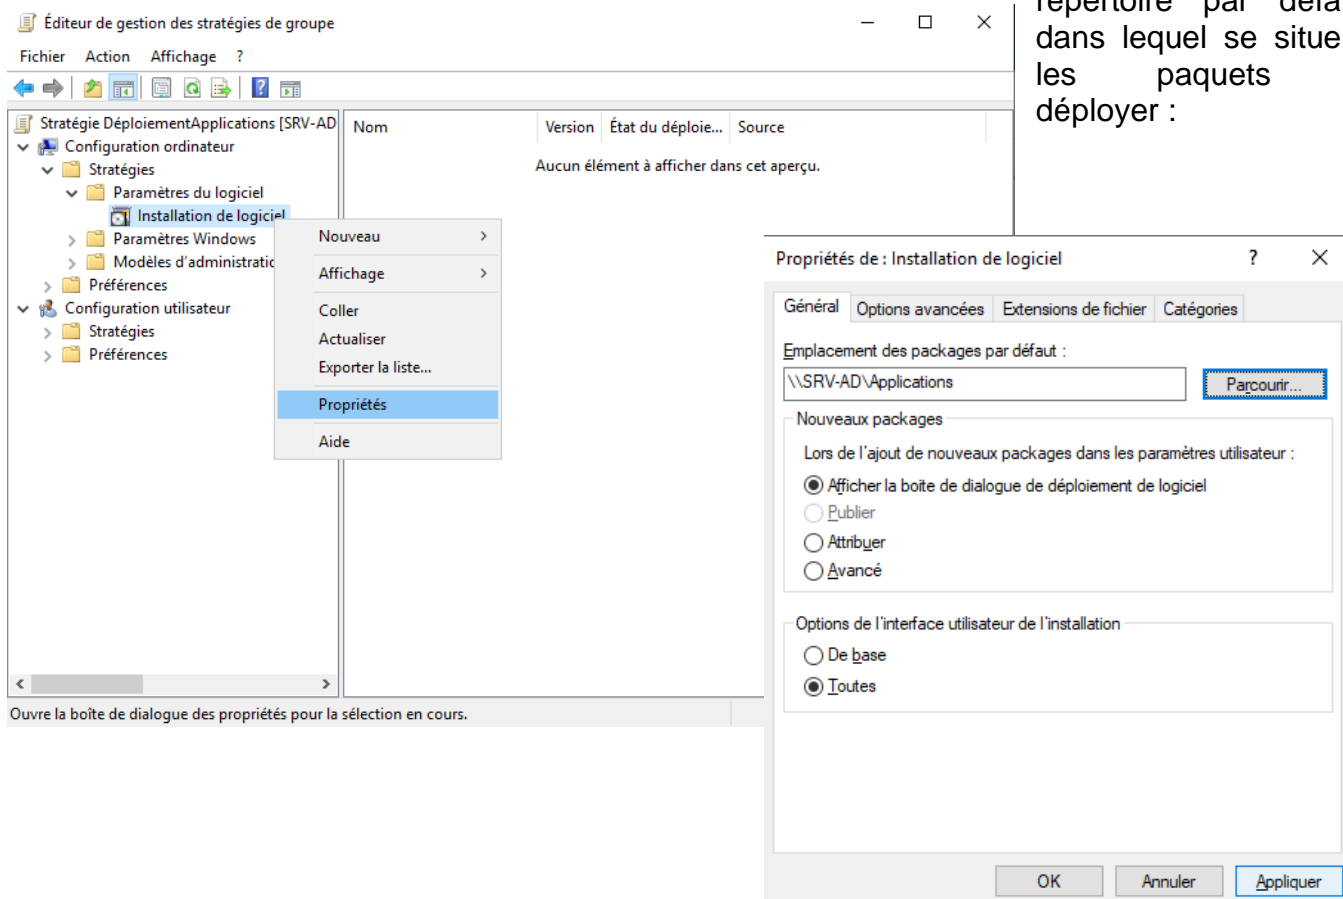 répertoire par défa
dans lequel se situe
les paquets
déployer :
Éditeur de gestion des stratégies de groupe
Fichier Action Affichage ?
Stratégie DéploiementApplications [SRV-AD
Configuration ordinateur
Stratégies
Paramètres du logiciel
Installation de logiciel
Paramètres Windows
Modèles d'administratic
Préférences
Configuration utilisateur
Stratégies
Préférences
Nom Version État du déploie... Source
Aucun élément à afficher dans cet aperçu.
Nouveau
Affichage
Coller
Actualiser
Exporter la liste...
Propriétés
Aide
Ouvre la boîte de dialogue des propriétés pour la sélection en cours.
Propriétés de : Installation de logiciel ?
Général Options avancées Extensions de fichier Catégories
Emplacement des packages par défaut :
\\SRV-AD\Applications Parcourir...
Nouveaux packages
Lors de l'ajout de nouveaux packages dans les paramètres utilisateur :
Afficher la boite de dialogue de déploiement de logiciel
Publier
Attribuer
Avancé
Options de l'interface utilisateur de l'installation
De base
Toutes
OK Annuler Appliquer